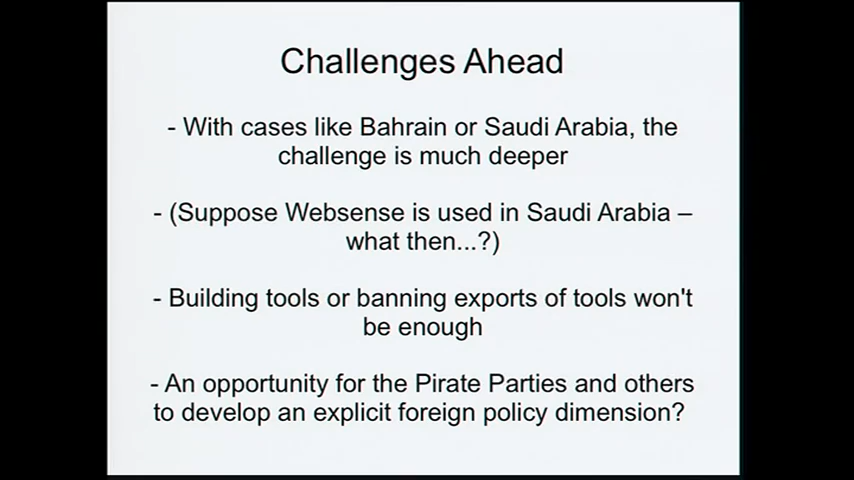 Challenges Ahead
- With cases like Bahrain or Saudi Arabia, the
challenge is much deeper
- (Suppose Websense is used in Saudi Arabia –
what then...?)
- Building tools or banning exports of tools won't
be enough
- An opportunity for the Pirate Parties and others
to develop an explicit foreign policy dimension?